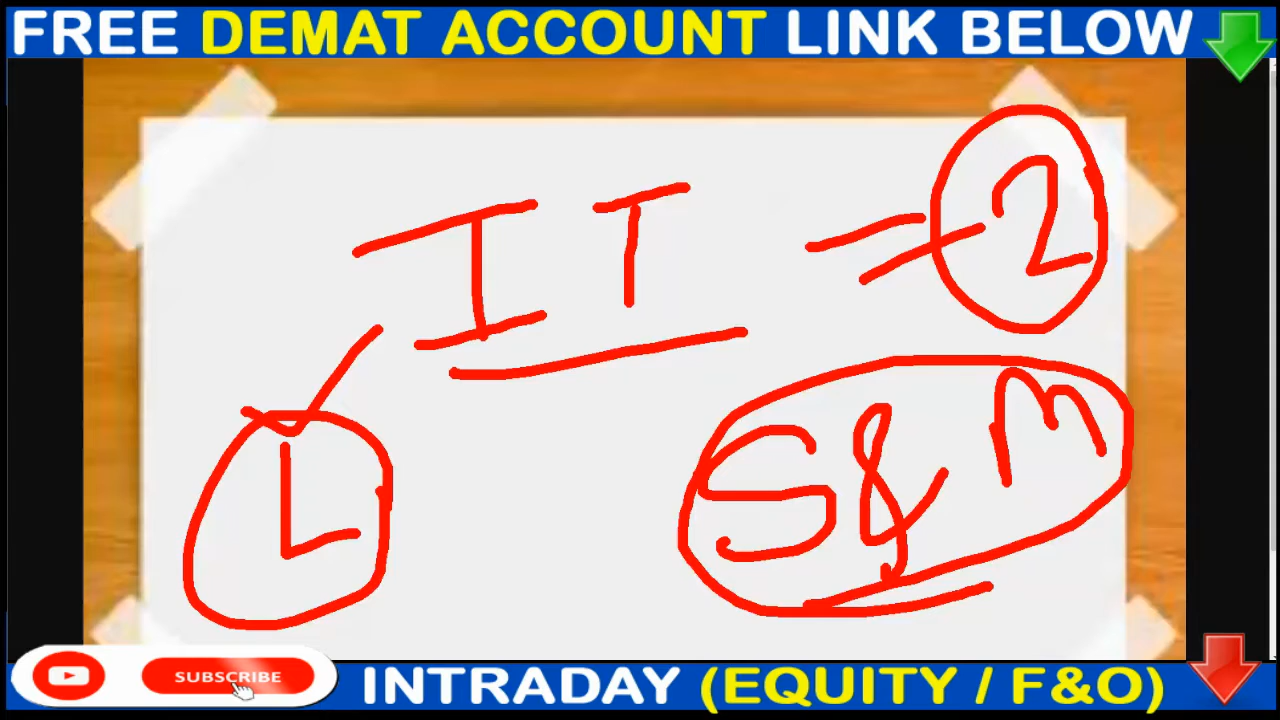 FREE DEMAT ACCOUNT LINK BELOW
IT = 2
L S&M
SUBSCRIBE
INTRADAY (EQUITY / F&O)